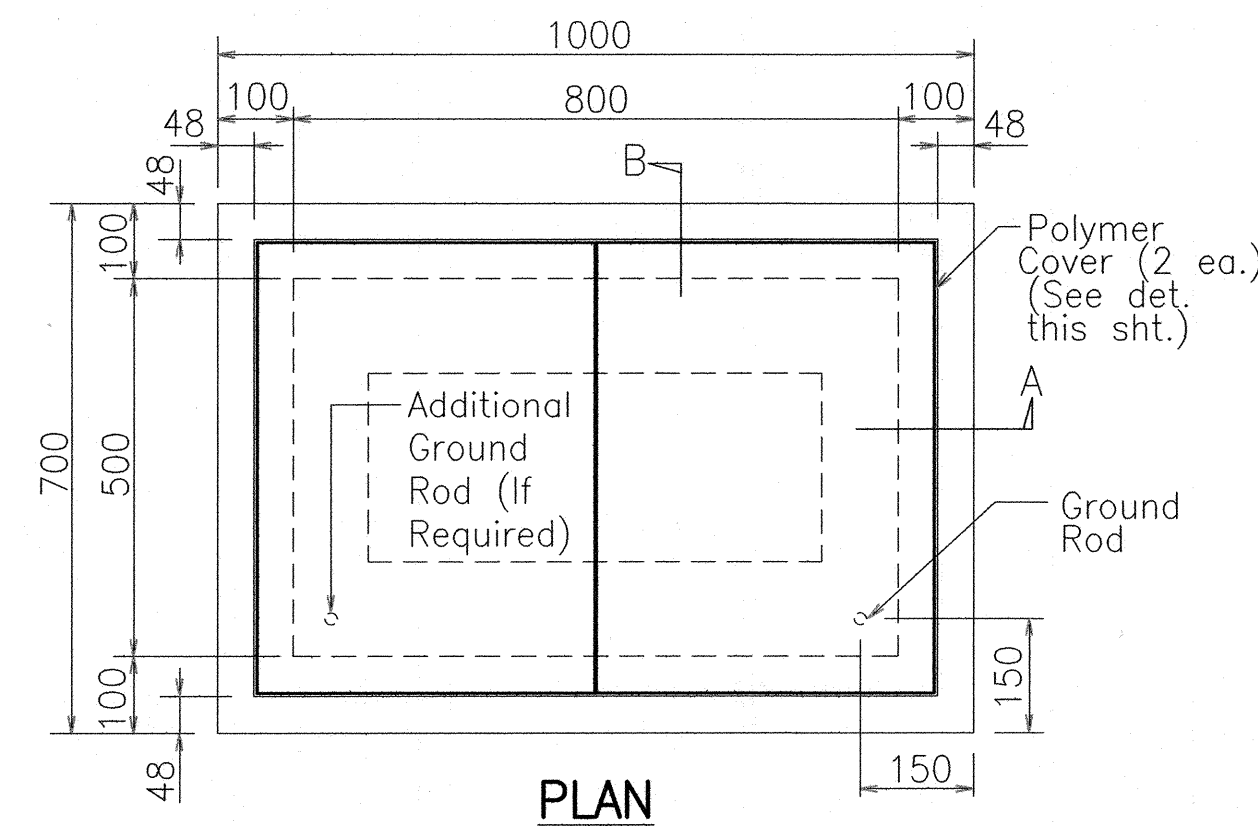 1000
100
800
100
48
48
48
B
100
Polymer
Cover (2 ea.)
(See det.
this sht.)
A
Additional
Ground
Rod (If
Required)
700
500
Ground
Rod
100
150
48
150
PLAN